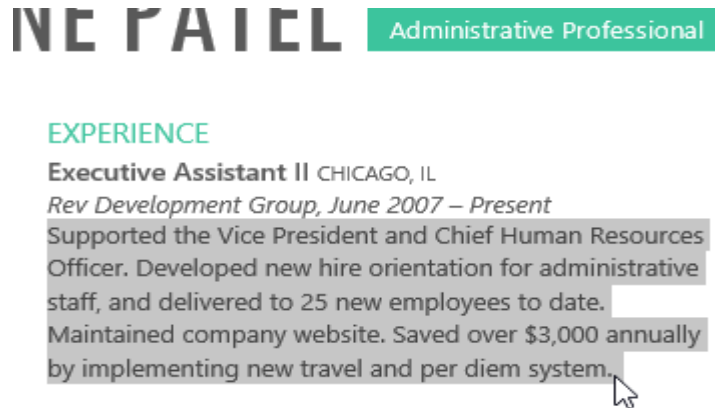 NE PATEL Administrative Professional
EXPERIENCE
Executive Assistant II CHICAGO, IL
Rev Development Group, June 2007 – Present
Supported the Vice President and Chief Human Resources
Officer. Developed new hire orientation for administrative
staff, and delivered to 25 new employees to date.
Maintained company website. Saved over $3,000 annually
by implementing new travel and per diem system.